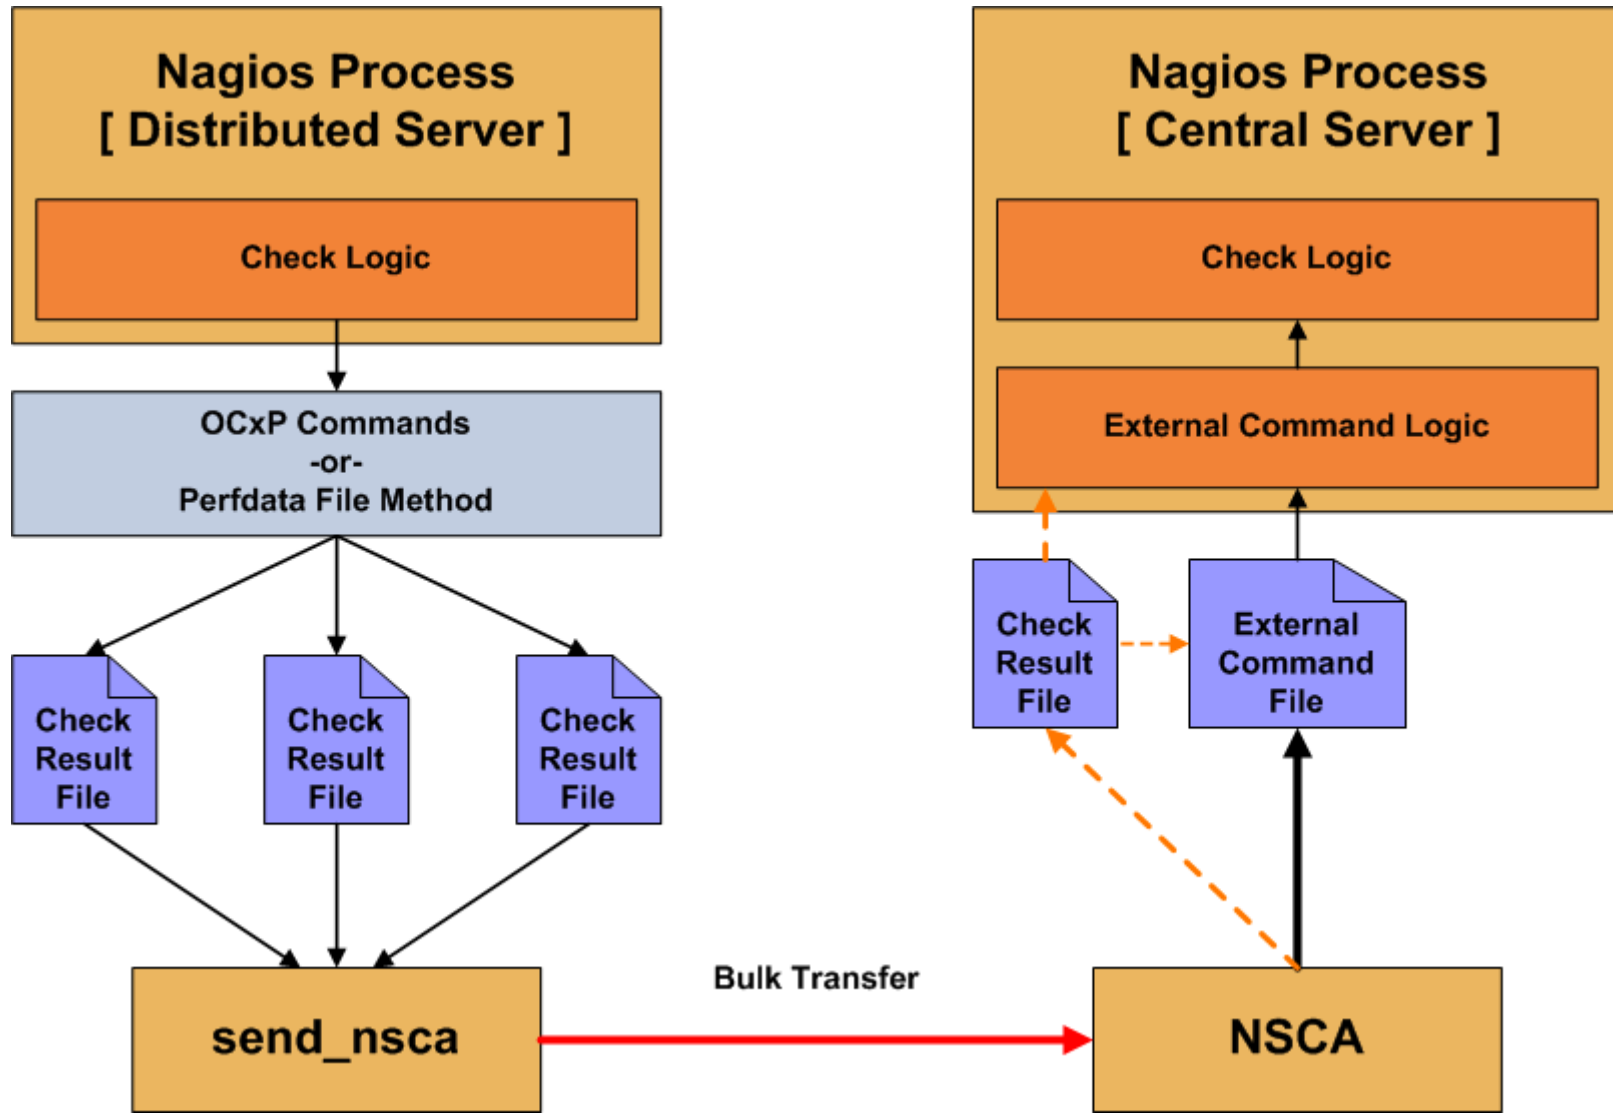 Nagios Process
[ Distributed Server ]
Check Logic
OCxP Commands
-or-
Perfdata File Method
Check
Result
File
Check
Result
File
Check
Result
File
send_nsca
Bulk Transfer
Nagios Process
[ Central Server ]
Check Logic
External Command Logic
Check
Result
File
External
Command
File
NSCA